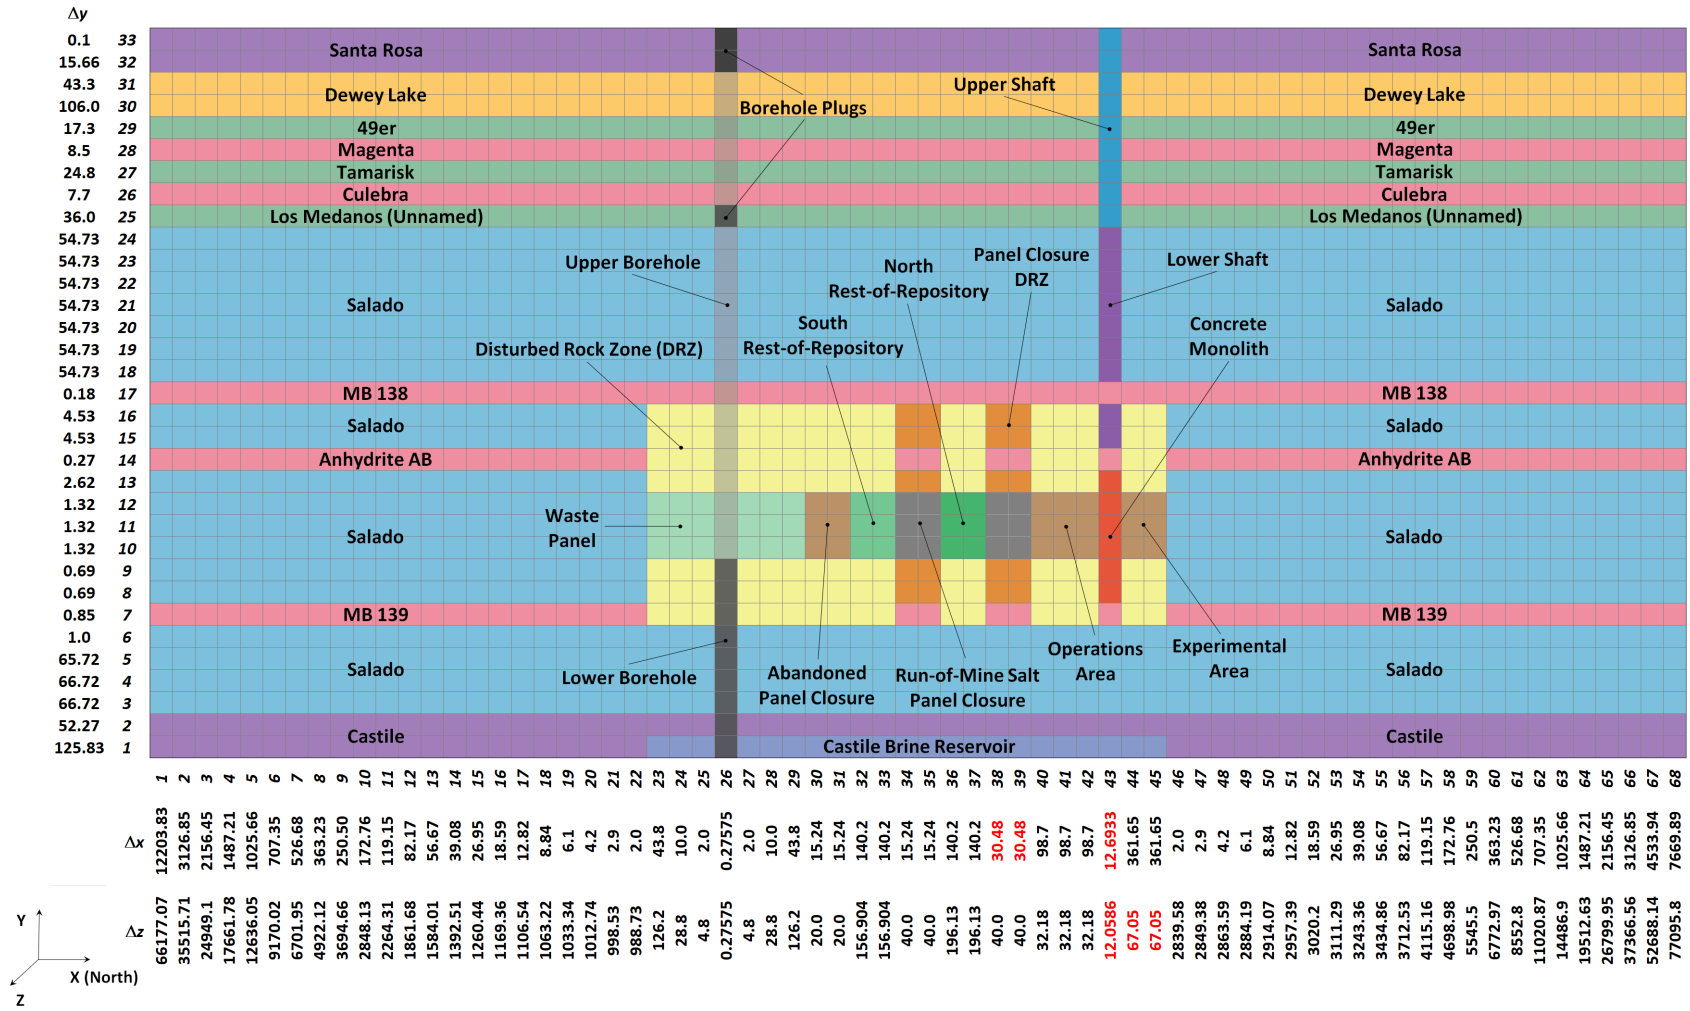 Δy
0.1 33
15.66 32
Santa Rosa Santa Rosa
43.3 31
106.0 30
Dewey Lake Upper Shaft Dewey Lake
Borehole Plugs
17.3 29 49er 49er
8.5 28 Magenta Magenta
24.8 27 Tamarisk Tamarisk
7.7 26 Culebra Culebra
36.0 25 Los Medanos (Unnamed) Los Medanos (Unnamed)
54.73 24
54.73 23
54.73 22
54.73 21
54.73 20
54.73 19
54.73 18
Upper Borehole
North
Rest-of-Repository
Panel Closure
DRZ
Lower Shaft
Salado Salado
South
Rest-of-Repository
Concrete
Monolith
Disturbed Rock Zone (DRZ)
0.18 17 MB 138 MB 138
4.53 16
4.53 15
Salado Salado
0.27 14 Anhydrite AB Anhydrite AB
2.62 13
1.32 12
1.32 11
1.32 10
Waste
Panel
Salado Salado
0.69 9
0.69 8
0.85 7 MB 139 MB 139
1.0 6
65.72 5
66.72 4
66.72 3
Salado Salado
Lower Borehole
Abandoned
Panel Closure
Run-of-Mine Salt
Panel Closure
Operations
Area
Experimental
Area
52.27 2
125.83 1
Castile Castile Brine Reservoir Castile
1 2 3 4 5 6 7 8 9 10 11 12 13 14 15 16 17 18 19 20 21 22 23 24 25 26 27 28 29 30 31 32 33 34 35 36 37 38 39 40 41 42 43 44 45 46 47 48 49 50 51 52 53 54 55 56 57 58 59 60 61 62 63 64 65 66 67 68
Δx 12203.83 3126.85 2156.45 1487.21 1025.66 707.35 526.68 363.23 250.50 172.76 119.15 82.17 56.67 39.08 26.95 18.59 12.82 8.84 6.1 4.2 2.9 2.0 43.8 10.0 2.0 0.27575 2.0 10.0 43.8 15.24 15.24 140.2 140.2 15.24 15.24 140.2 140.2 30.48 30.48 98.7 98.7 98.7 12.6933 361.65 361.65 2.0 2.9 4.2 6.1 8.84 12.82 18.59 26.95 39.08 56.67 82.17 119.15 172.76 250.5 363.23 526.68 707.35 1025.66 1487.21 2156.45 3126.85 4533.94 7669.89
Δz 66177.07 35515.71 24949.1 17661.78 12636.05 9170.02 6701.95 4922.12 3694.66 2848.13 2264.31 1861.68 1584.01 1392.51 1260.44 1169.36 1106.54 1063.22 1033.34 1012.74 998.53 988.73 126.2 28.8 4.8 0.27575 4.8 28.8 126.2 20.0 20.0 156.904 156.904 40.0 40.0 196.13 196.13 40.0 40.0 32.18 32.18 32.18 12.0586 67.05 67.05 2839.58 2849.38 2863.59 2884.19 2914.07 2957.39 3020.2 3111.29 3243.36 3434.86 3712.53 4115.16 4698.98 5545.5 6772.97 8552.8 11020.87 14486.9 19512.63 26799.95 37366.56 52688.14 77095.8
Y
X (North)
Z